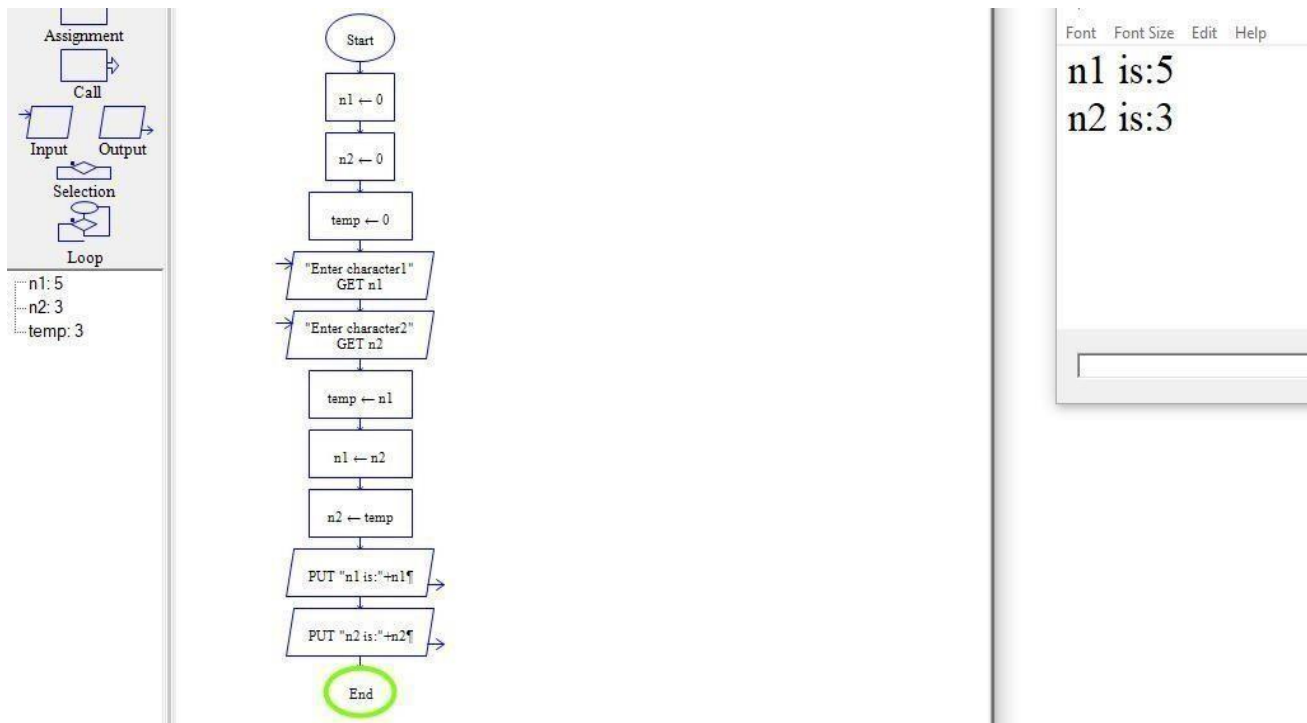 Assignment
Call
Input Output
Selection
Loop
n1: 5
n2: 3
temp: 3
Start
n1 ← 0
n2 ← 0
temp ← 0
"Enter character1"
GET n1
"Enter character2"
GET n2
temp ← n1
n1 ← n2
n2 ← temp
PUT "n1 is:"+n1¶
PUT "n2 is:"+n2¶
End
Font Font Size Edit Help
n1 is:5
n2 is:3